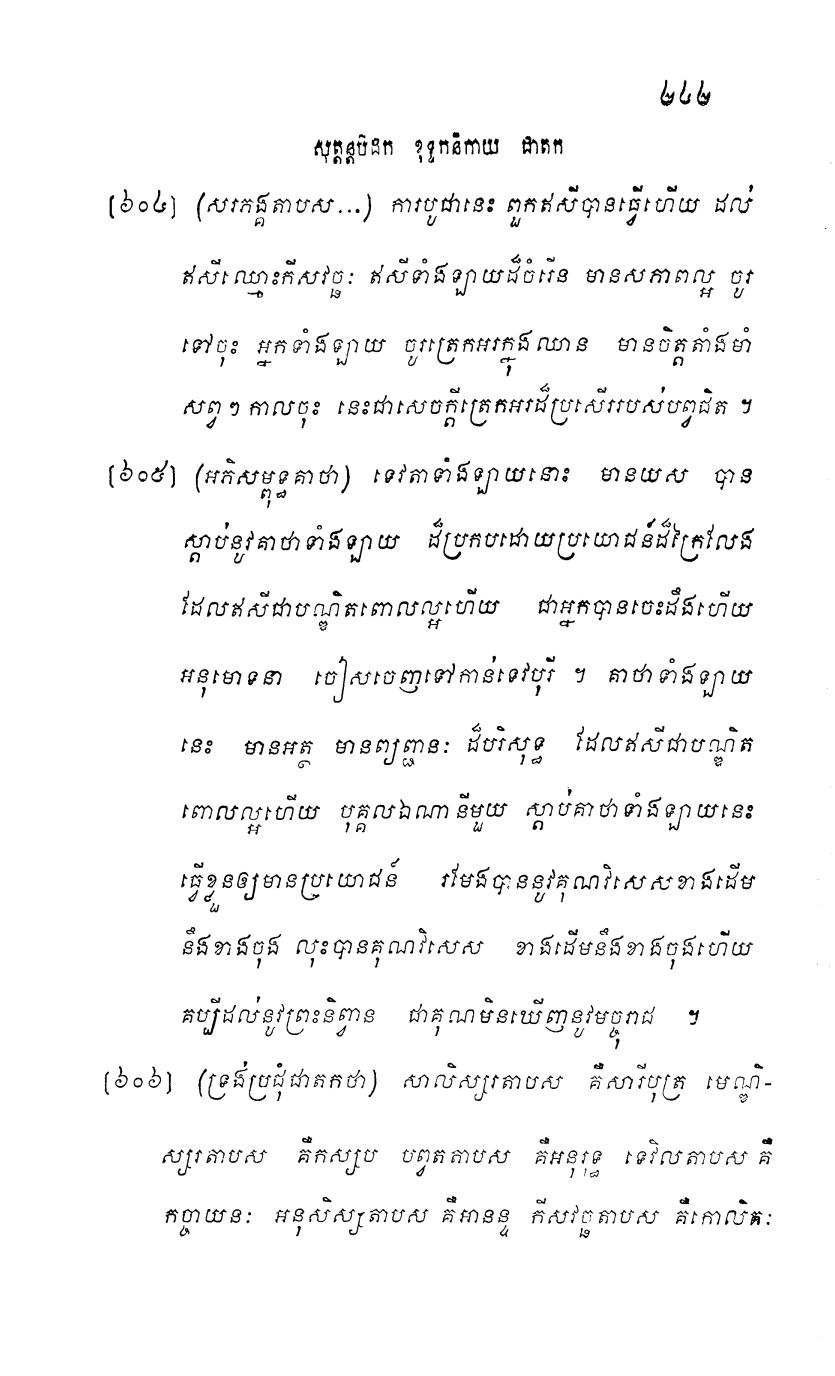 ២៤២
សុត្តន្តបិដក ខុទ្ទកនិកាយ ជាតក
[៦០៤] (សរភង្គតាបស...) ការបូជានេះ ពួកឥសីបានធ្វើហើយ ដល់
ឥសីឈ្មោះកីសវច្ឆៈ ឥសីទាំងឡាយដ៏ចំរើន មានសភាពល្អ ចូរ
ទៅចុះ អ្នកទាំងឡាយ ចូរត្រេកអរក្នុងឈាន មានចិត្តតាំងមាំ
សព្វ ៗ កាលចុះ នេះជាសេចក្តីត្រេកអរដ៏ប្រសើររបស់បព្វជិត ។
[៦០៥] (អភិសម្ពុទ្ធគាថា) ទេវតាទាំងឡាយនោះ មានយស បាន
ស្តាប់នូវគាថាទាំងឡាយ ដ៏ប្រកបដោយប្រយោជន៍ដ៏ក្រៃលែង
ដែលឥសីជាបណ្ឌិតពោលល្អហើយ ជាអ្នកបានចេះដឹងហើយ
អនុមោទនា ចៀសចេញទៅកាន់ទេវបុរី ។ គាថាទាំងឡាយ
នេះ មានអត្ថ មានព្យញ្ជនៈ ដ៏បរិសុទ្ធ ដែលឥសីជាបណ្ឌិត
ពោលល្អហើយ បុគ្គលឯណានីមួយ ស្តាប់គាថាទាំងឡាយនេះ
ធ្វើខ្លួនឲ្យមានប្រយោជន៍ រមែងបាននូវគុណវិសេសខាងដើម
នឹងខាងចុង លុះបានគុណវិសេស ខាងដើមនឹងខាងចុងហើយ
គប្បីដល់នូវព្រះនិព្វាន ជាគុណមិនឃើញនូវមច្ចុរាជ ។
[៦០៦] (ទ្រង់ប្រជុំជាតកថា) សាលិស្សរតាបស គឺសារីបុត្រ មេណ្ឌិ-
ស្សរតាបស គឺកស្សប បព្វតតាបស គឺអនុរុទ្ធ ទេវិលតាបស គឺ
កច្ចាយនៈ អនុសិស្សតាបស គឺអានន្ទ កីសវច្ឆតាបស គឺកោលិតៈ